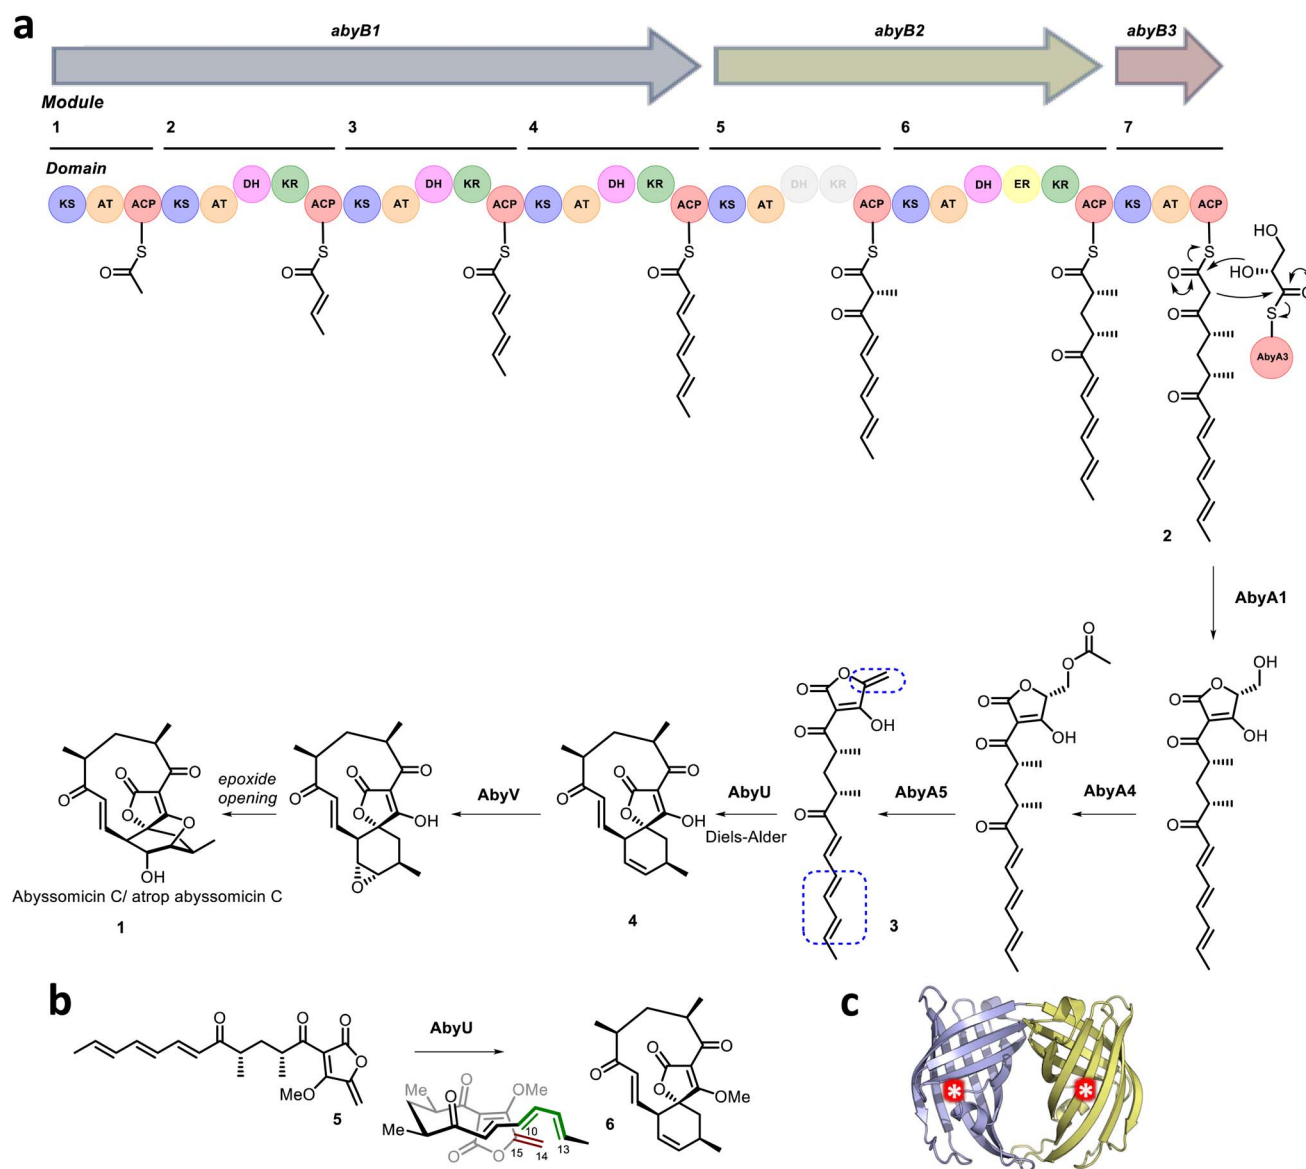 a
abyB1 abyB2 abyB3
Module
1 2 3 4 5 6 7
Domain
KS AT ACP KS AT DH KR ACP KS AT DH KR ACP KS AT DH KR ACP KS AT DH KR ACP KS AT DH ER KR ACP KS AT ACP
S S S S S S S HO
O O O O O O O HO O
O O S
O O AbyA3
O
2
AbyA1
O
O
O O OH
O O O
OH OH
O O O
O O O
epoxide
opening
AbyV AbyU
Diels-Alder
AbyA5 AbyA4
O O O
O O O O O O
O O O OH O OH
OH O
Abyssomicin C/ atrop abyssomicin C
1 4 3
b
O O O
O
MeO
5
AbyU
Me O OMe
O
Me
O O
10
15 14 13
O
O O
O OMe
6
c
* *